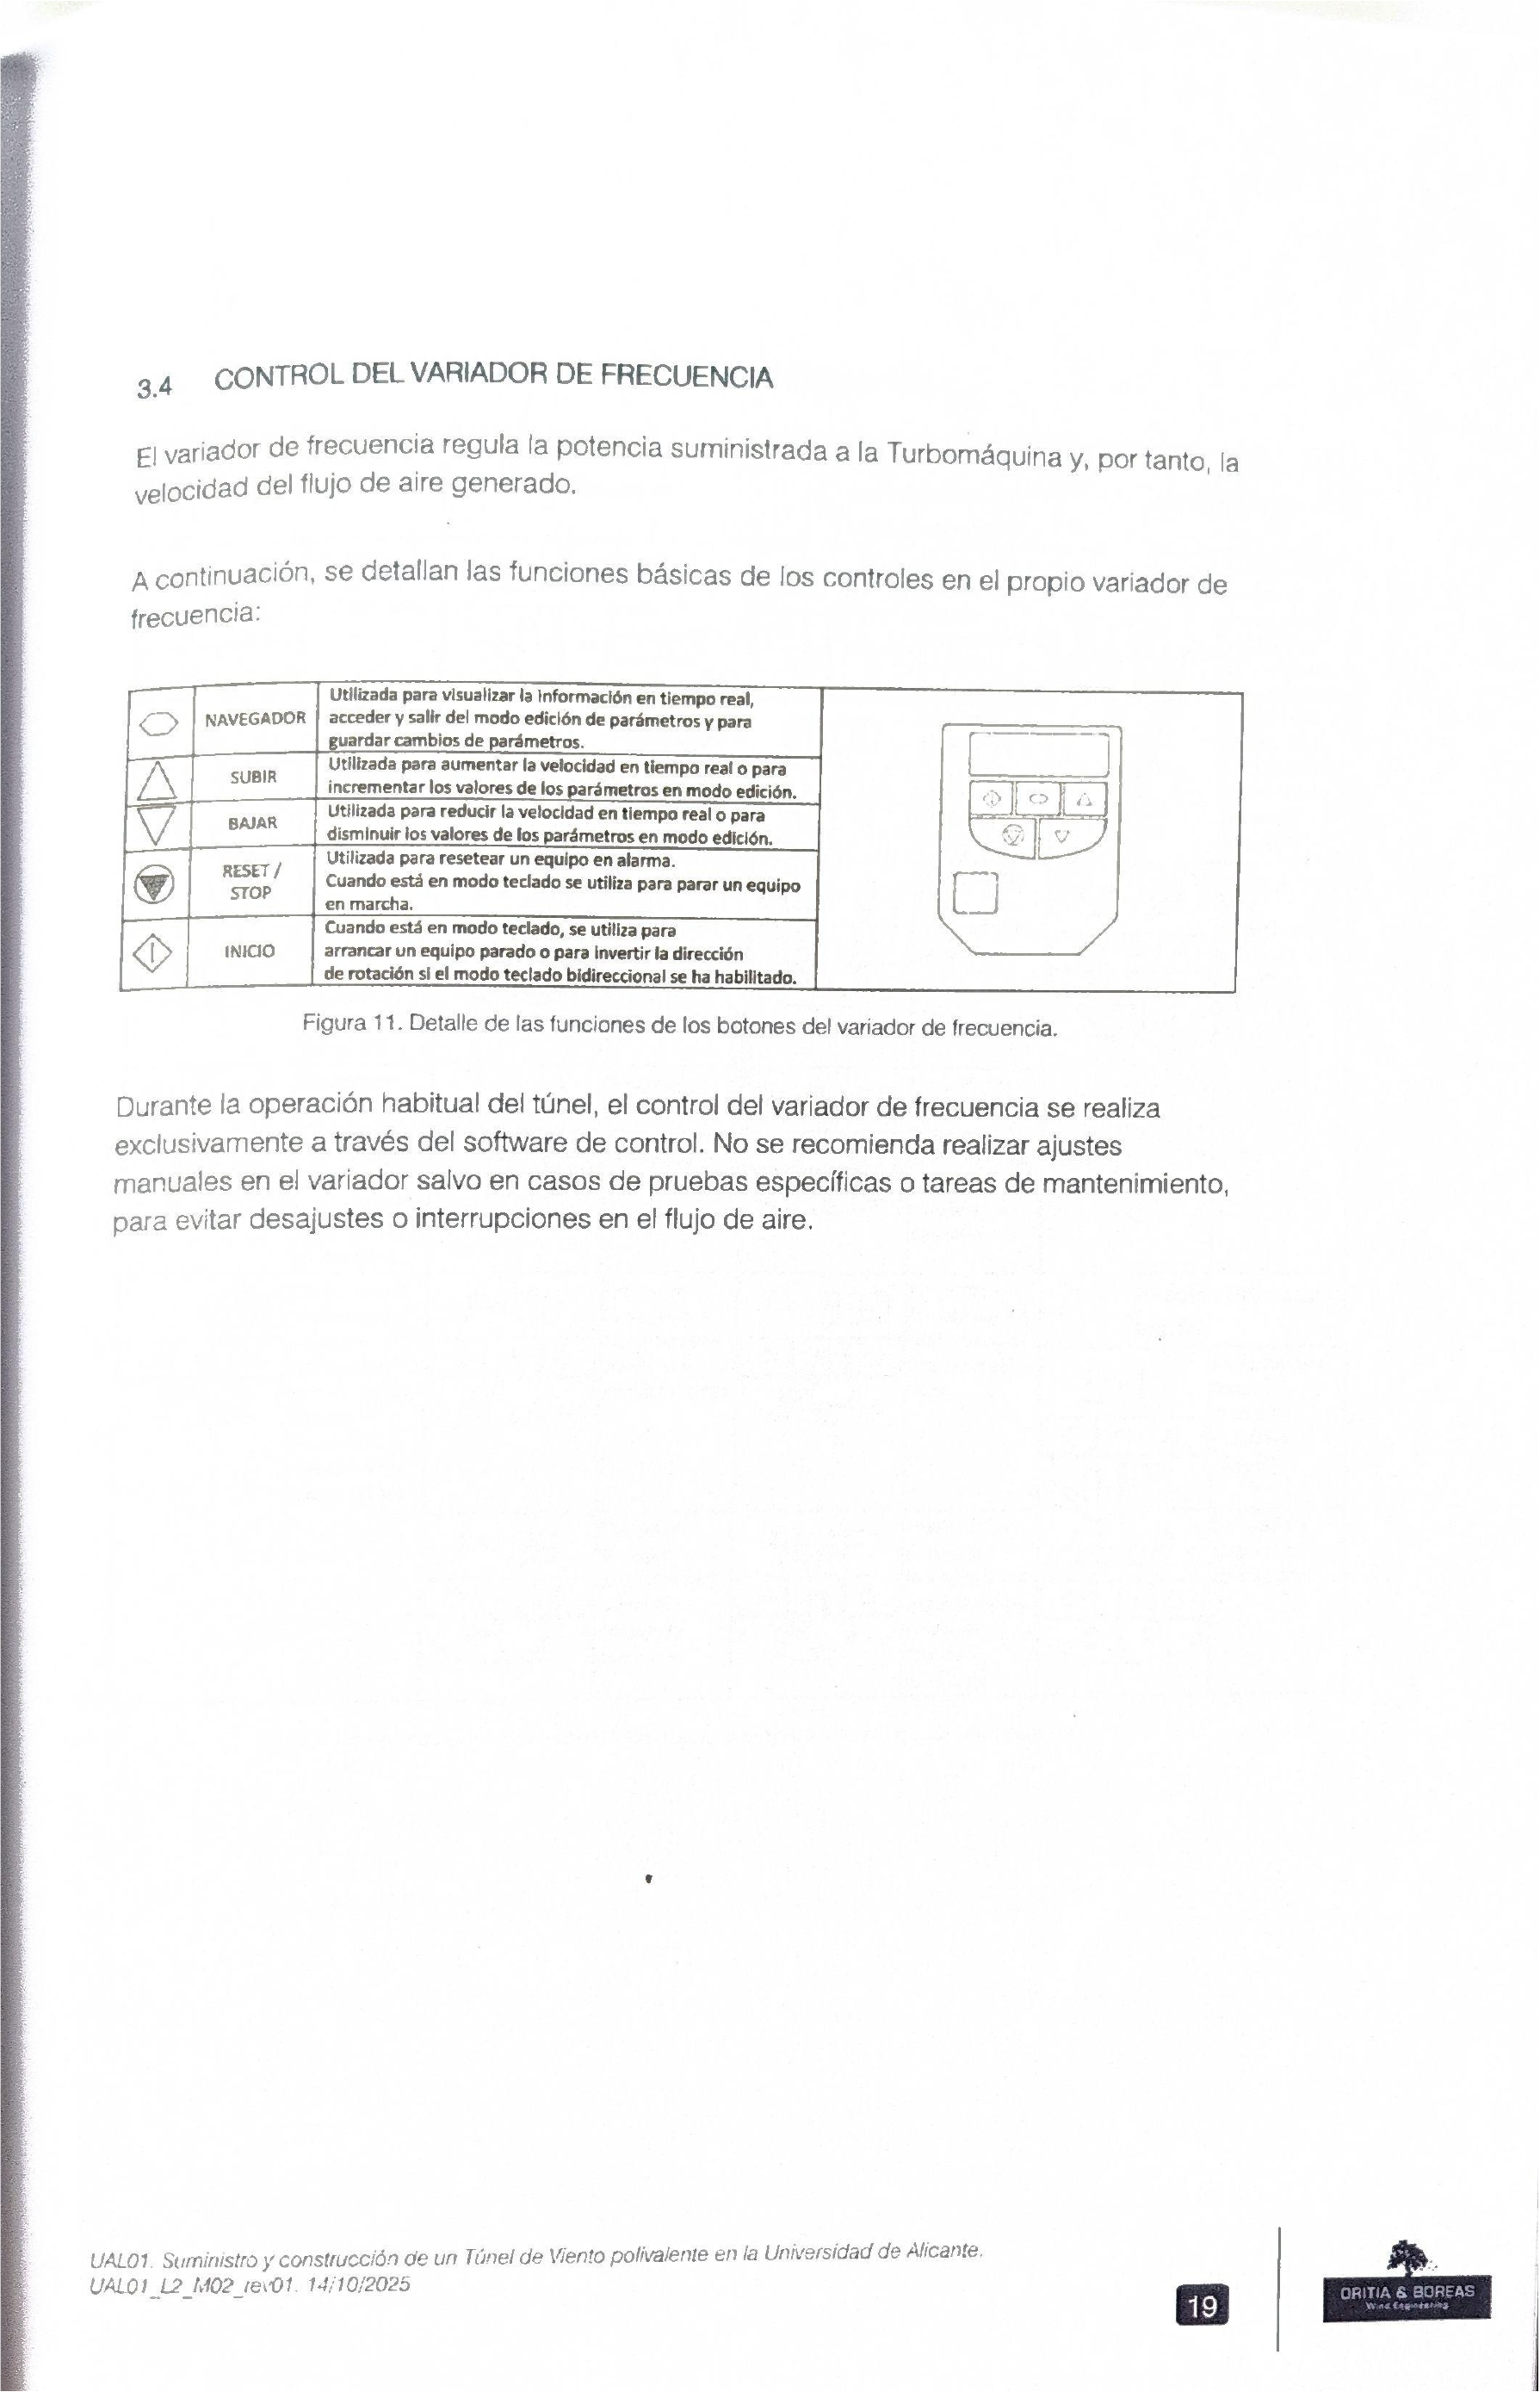 3.4 CONTROL DEL VARIADOR DE FRECUENCIA
El variador de frecuencia regula la potencia suministrada a la Turbomáquina y, por tanto, la
velocidad del flujo de aire generado.
A continuación, se detallan las funciones básicas de los controles en el propio variador de
frecuencia:
NAVEGADOR
Utilizada para visualizar la información en tiempo real,
acceder y salir del modo edición de parámetros y para
guardar cambios de parámetros.
SUBIR
Utilizada para aumentar la velocidad en tiempo real o para
incrementar los valores de los parámetros en modo edición.
BAJAR
Utilizada para reducir la velocidad en tiempo real o para
disminuir los valores de los parámetros en modo edición.
RESET /
STOP
Utilizada para resetear un equipo en alarma.
Cuando está en modo teclado se utiliza para parar un equipo
en marcha.
INICIO
Cuando está en modo teclado, se utiliza para
arrancar un equipo parado o para invertir la dirección
de rotación si el modo teclado bidireccional se ha habilitado.
Figura 11. Detalle de las funciones de los botones del variador de frecuencia.
Durante la operación habitual del túnel, el control del variador de frecuencia se realiza
exclusivamente a través del software de control. No se recomienda realizar ajustes
manuales en el variador salvo en casos de pruebas específicas o tareas de mantenimiento,
para evitar desajustes o interrupciones en el flujo de aire.
UAL01. Suministro y construcción de un Túnel de Viento polivalente en la Universidad de Alicante.
UAL01_L2_M02_rev01. 14/10/2025
19
ORITIA & BOREAS
Wind Engineering